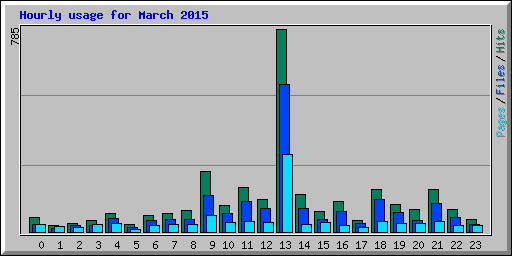 Hourly usage for March 2015
785
Pages/Files/Hits
0 1 2 3 4 5 6 7 8 9 10 11 12 13 14 15 16 17 18 19 20 21 22 23